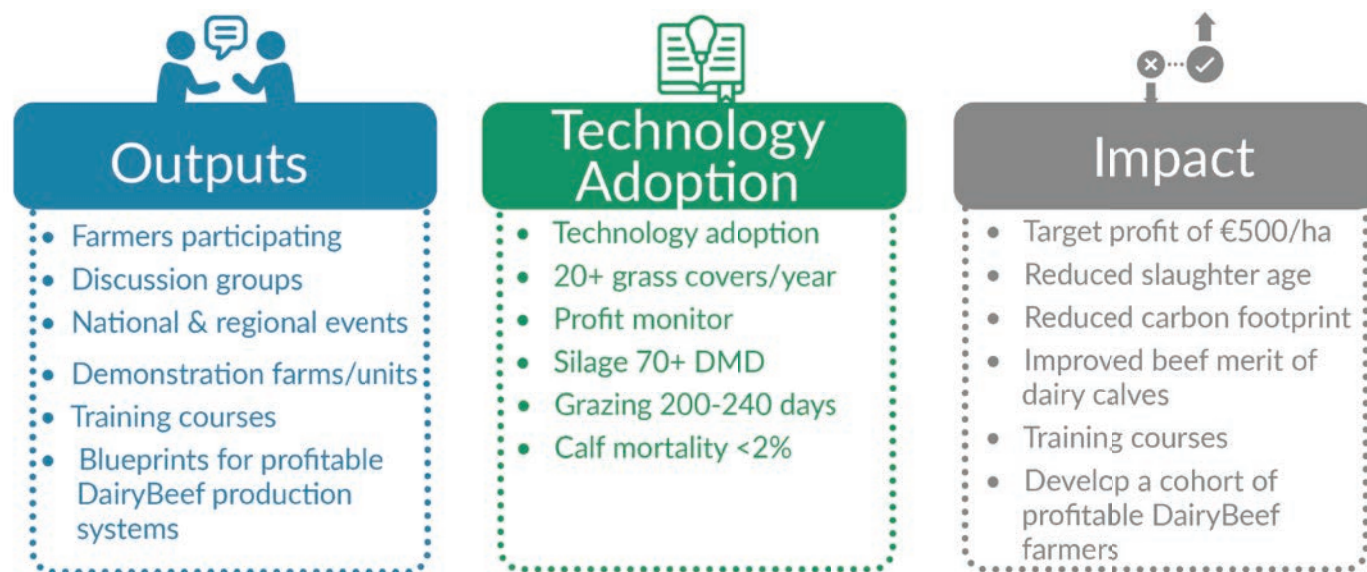 Outputs
• Farmers participating
• Discussion groups
• National & regional events
• Demonstration farms/units
• Training courses
• Blueprints for profitable
DairyBeef production
systems
Technology
Adoption
• Technology adoption
• 20+ grass covers/year
• Profit monitor
• Silage 70+ DMD
• Grazing 200-240 days
• Calf mortality <2%
Impact
• Target profit of €500/ha
• Reduced slaughter age
• Reduced carbon footprint
• Improved beef merit of
dairy calves
• Training courses
• Develop a cohort of
profitable DairyBeef
farmers